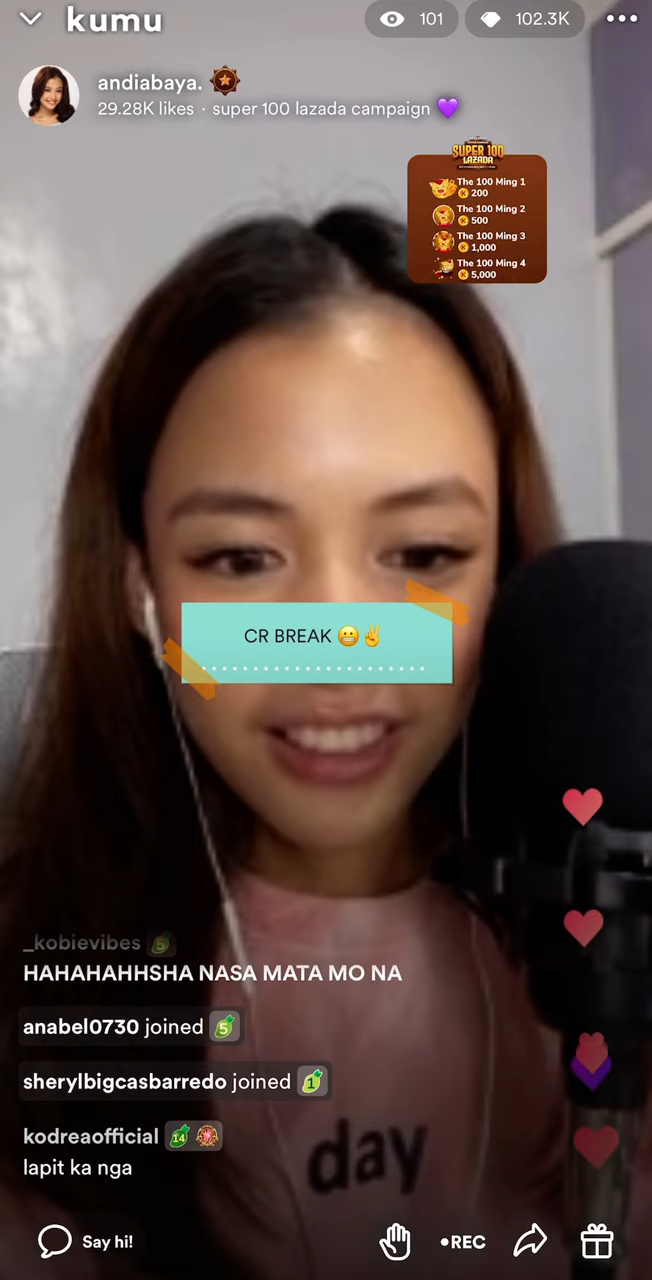 kumu
101
102.3K
andiabaya.
29.28K likes · super 100 lazada campaign 💜
SUPER 100
LAZADA
The 100 Ming 1
200
The 100 Ming 2
500
The 100 Ming 3
1,000
The 100 Ming 4
5,000
CR BREAK 😬✌️
_kobievibes 5
HAHAHAHHSHA NASA MATA MO NA
anabel0730 joined 5
sherylbigcasbarredo joined 1
kodreaofficial 14
lapit ka nga
day
Say hi!
•REC